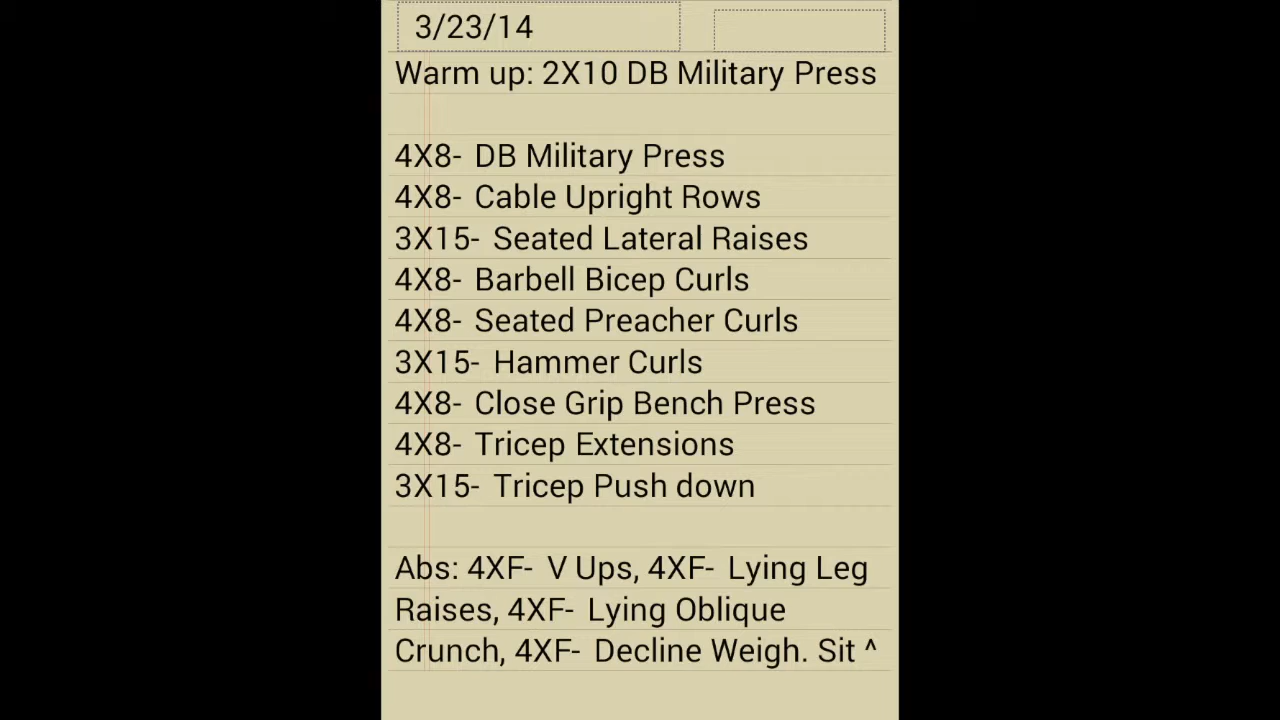 3/23/14
Warm up: 2X10 DB Military Press
4X8- DB Military Press
4X8- Cable Upright Rows
3X15- Seated Lateral Raises
4X8- Barbell Bicep Curls
4X8- Seated Preacher Curls
3X15- Hammer Curls
4X8- Close Grip Bench Press
4X8- Tricep Extensions
3X15- Tricep Push down
Abs: 4XF- V Ups, 4XF- Lying Leg
Raises, 4XF- Lying Oblique
Crunch, 4XF- Decline Weigh. Sit ^